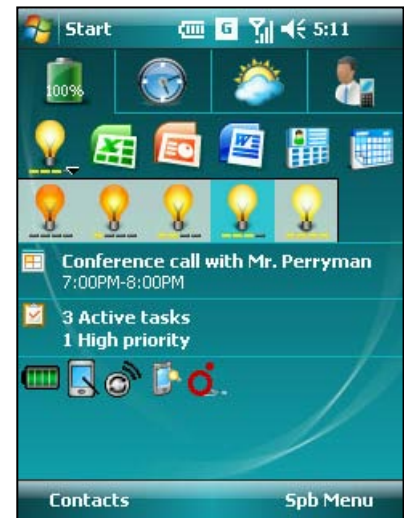 Start G 5:11
100%
Conference call with Mr. Perryman
7:00PM-8:00PM
3 Active tasks
1 High priority
Contacts Spb Menu